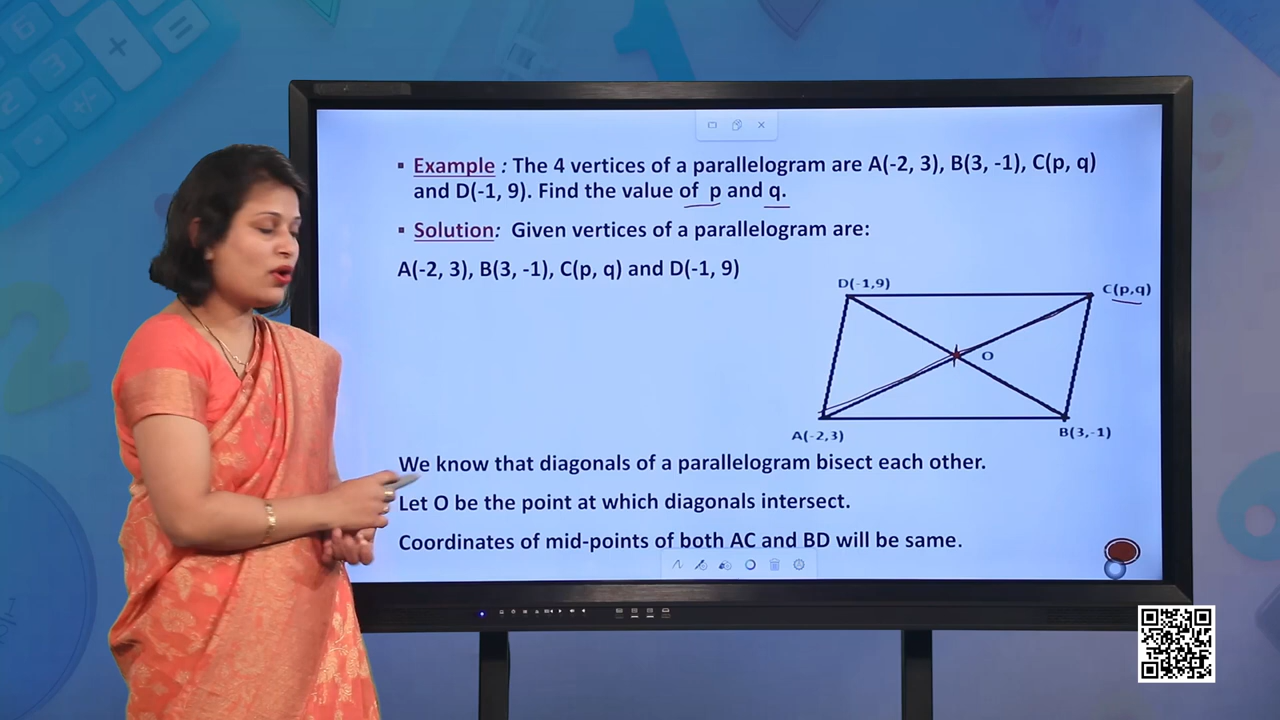 ▪ Example : The 4 vertices of a parallelogram are A(-2, 3), B(3, -1), C(p, q)
and D(-1, 9). Find the value of p and q.
▪ Solution: Given vertices of a parallelogram are:
A(-2, 3), B(3, -1), C(p, q) and D(-1, 9)
D(-1,9)
C(p,q)
O
A(-2,3)
B(3,-1)
We know that diagonals of a parallelogram bisect each other.
Let O be the point at which diagonals intersect.
Coordinates of mid-points of both AC and BD will be same.